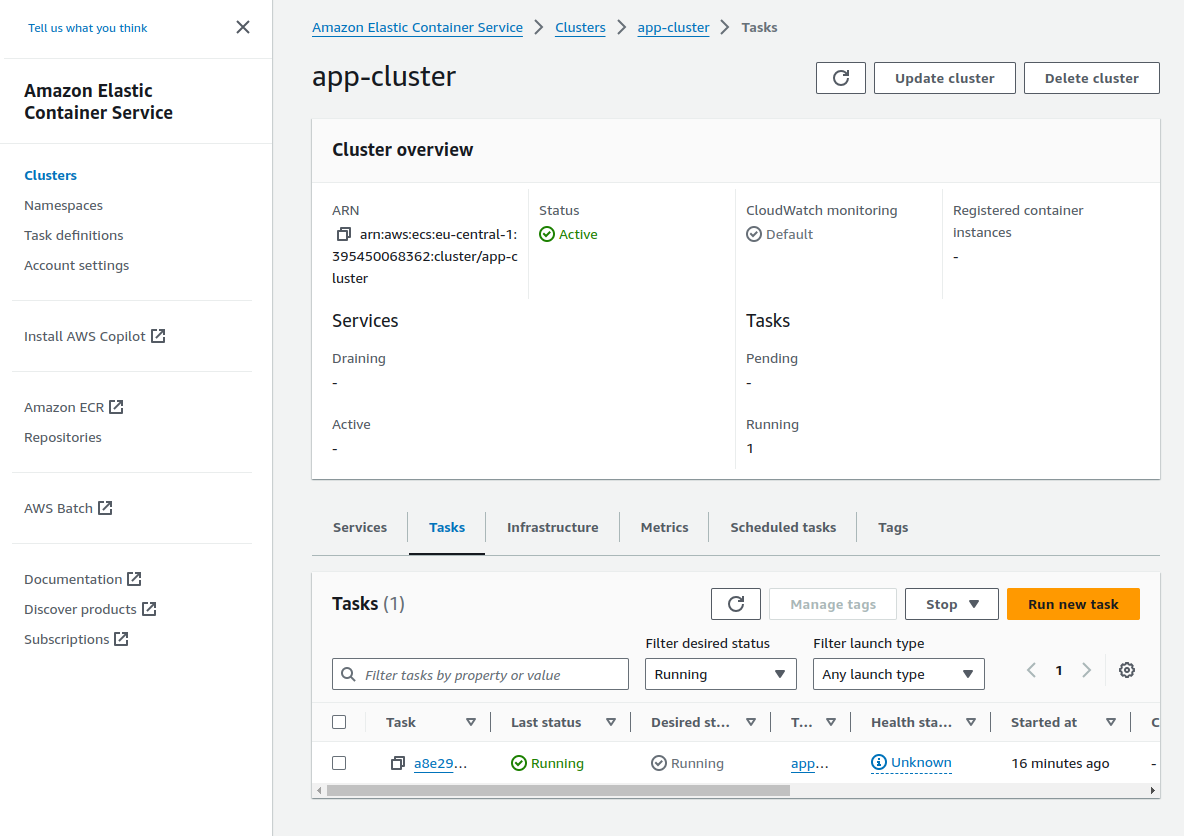 Tell us what you think
Amazon Elastic
Container Service
Clusters
Namespaces
Task definitions
Account settings
Install AWS Copilot
Amazon ECR
Repositories
AWS Batch
Documentation
Discover products
Subscriptions
Amazon Elastic Container Service > Clusters > app-cluster > Tasks
app-cluster
Update cluster
Delete cluster
Cluster overview
ARN
arn:aws:ecs:eu-central-1:
395450068362:cluster/app-c
luster
Status
Active
CloudWatch monitoring
Default
Registered container
instances
-
Services
Draining
-
Active
-
Tasks
Pending
-
Running
1
Services Tasks Infrastructure Metrics Scheduled tasks Tags
Tasks (1)
Manage tags
Stop
Run new task
Filter tasks by property or value
Filter desired status
Running
Filter launch type
Any launch type
1
Task Last status Desired st... T... Health sta... Started at C
a8e29... Running Running app... Unknown 16 minutes ago -